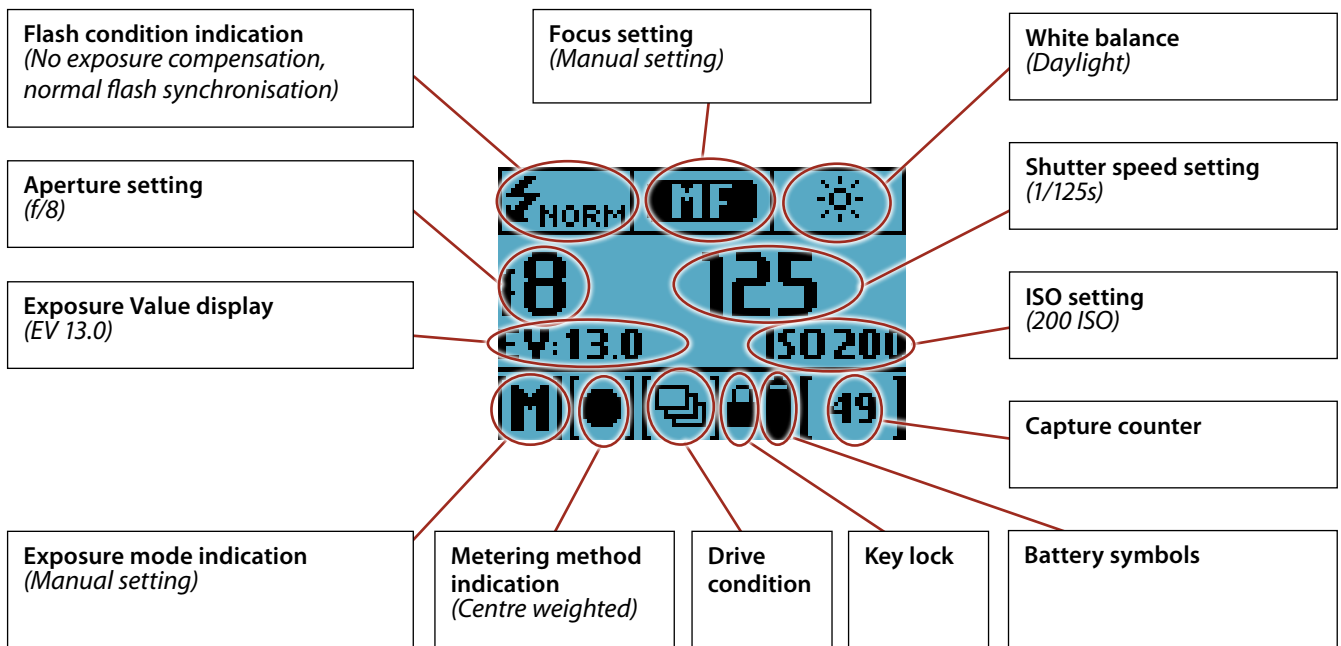 Flash condition indication
(No exposure compensation,
normal flash synchronisation)
Focus setting
(Manual setting)
White balance
(Daylight)
Aperture setting
(f/8)
Shutter speed setting
(1/125s)
Exposure Value display
(EV 13.0)
ISO setting
(200 ISO)
NORM
MF
f8
125
EV:13.0
ISO 200
M
49
Capture counter
Exposure mode indication
(Manual setting)
Metering method
indication
(Centre weighted)
Drive
condition
Key lock
Battery symbols